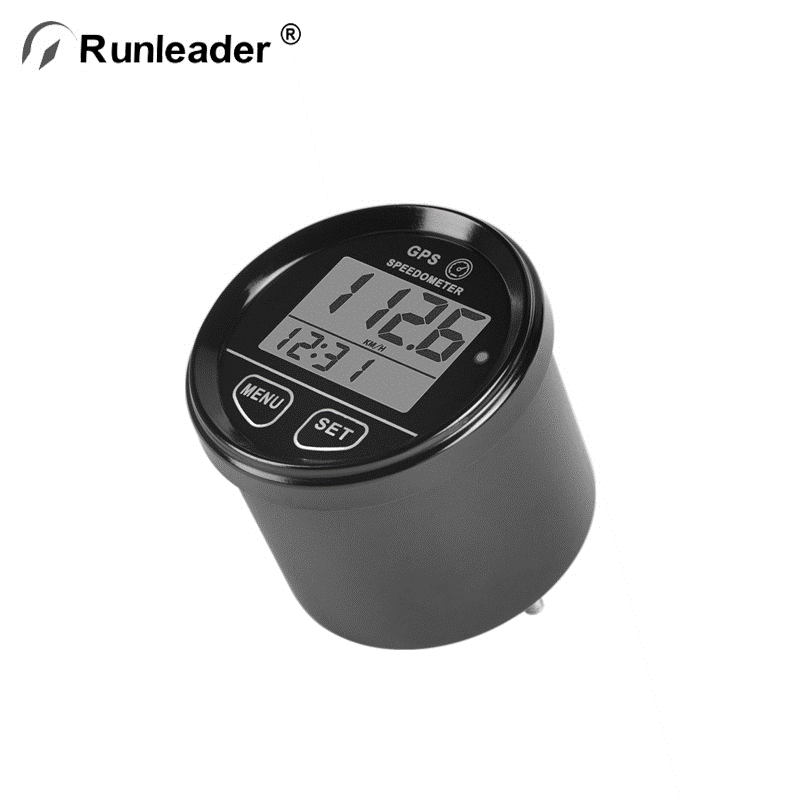 Runleader ®
GPS
SPEEDOMETER
112.6
KM/H
12:31
MENU
SET